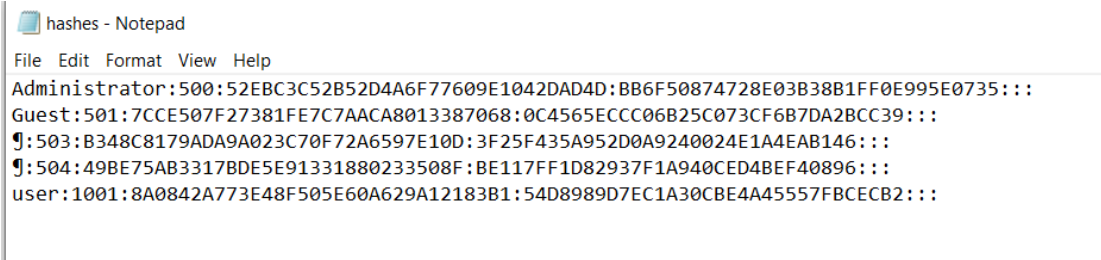 hashes - Notepad
File Edit Format View Help
Administrator:500:52EBC3C52B52D4A6F77609E1042DAD4D:BB6F50874728E03B38B1FF0E995E0735:::
Guest:501:7CCE507F27381FE7C7AACA8013387068:0C4565ECCC06B25C073CF6B7DA2BCC39:::
¶:503:B348C8179ADA9A023C70F72A6597E10D:3F25F435A952D0A9240024E1A4EAB146:::
¶:504:49BE75AB3317BDE5E91331880233508F:BE117FF1D82937F1A940CED4BEF40896:::
user:1001:8A0842A773E48F505E60A629A12183B1:54D8989D7EC1A30CBE4A45557FBCECB2:::